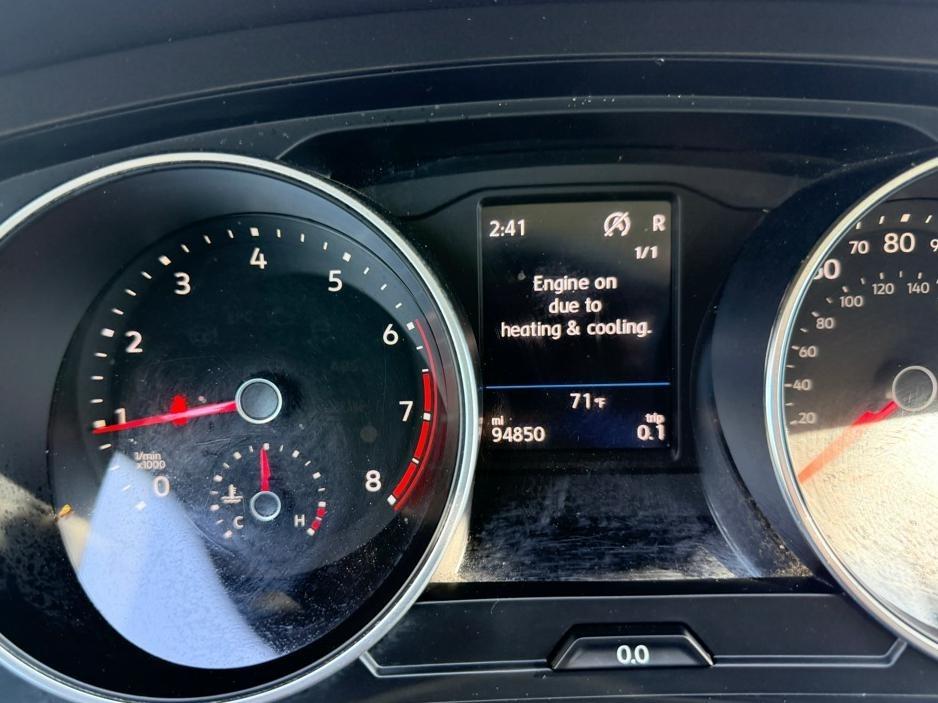 0
1
2
3
4
5
6
7
8
1/min
x1000
C
H
2:41 R
1/1
Engine on
due to
heating & cooling.
71°F
mi trip
94850 0.1
0.0
70
80
20
40
60
80
100
120
140